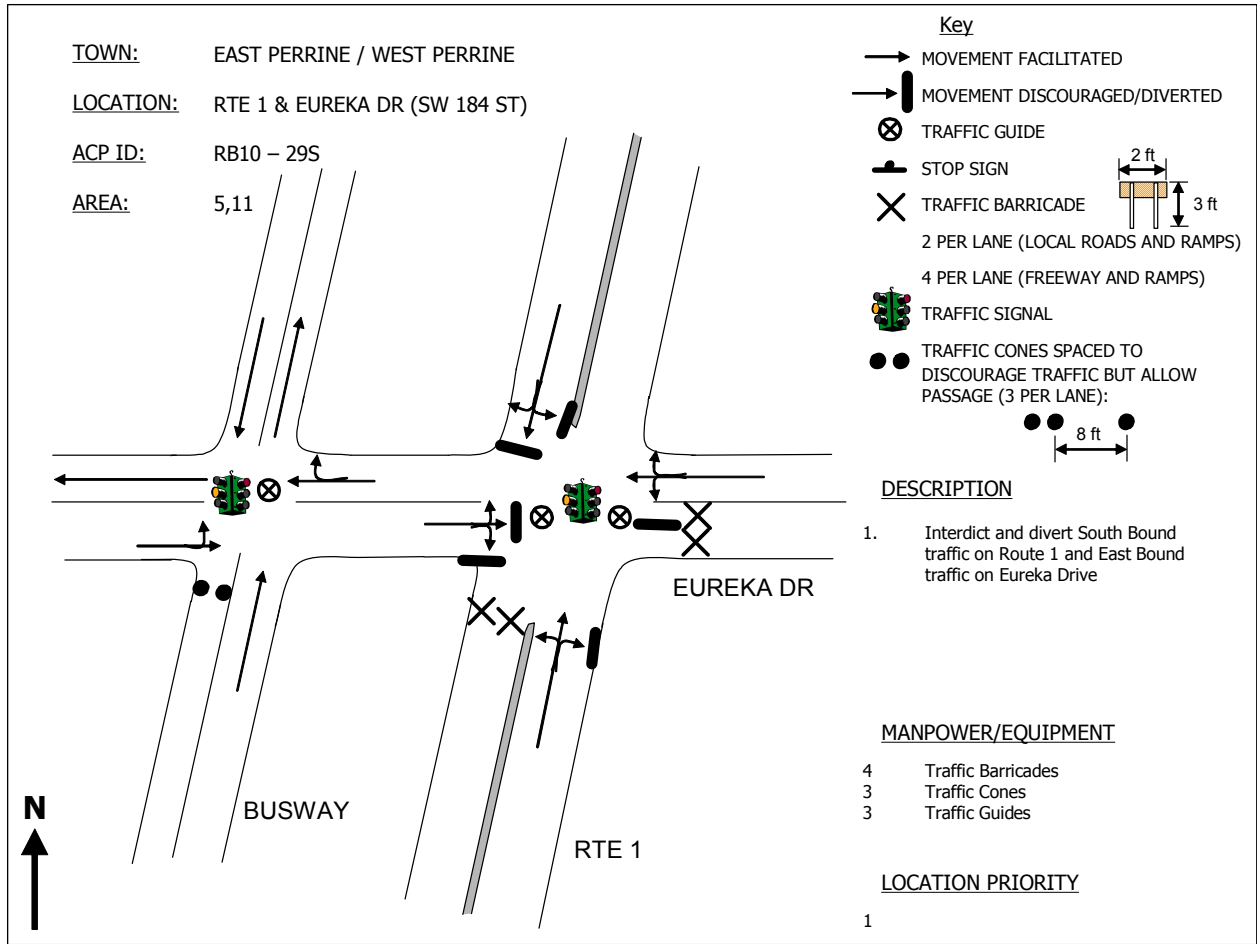 TOWN: EAST PERRINE / WEST PERRINE
LOCATION: RTE 1 & EUREKA DR (SW 184 ST)
ACP ID: RB10 – 29S
AREA: 5,11
Key
MOVEMENT FACILITATED
MOVEMENT DISCOURAGED/DIVERTED
TRAFFIC GUIDE
STOP SIGN
2 ft
TRAFFIC BARRICADE
3 ft
2 PER LANE (LOCAL ROADS AND RAMPS)
4 PER LANE (FREEWAY AND RAMPS)
TRAFFIC SIGNAL
TRAFFIC CONES SPACED TO
DISCOURAGE TRAFFIC BUT ALLOW
PASSAGE (3 PER LANE):
8 ft
EUREKA DR
BUSWAY
RTE 1
N
DESCRIPTION
1. Interdict and divert South Bound
traffic on Route 1 and East Bound
traffic on Eureka Drive
MANPOWER/EQUIPMENT
4 Traffic Barricades
3 Traffic Cones
3 Traffic Guides
LOCATION PRIORITY
1